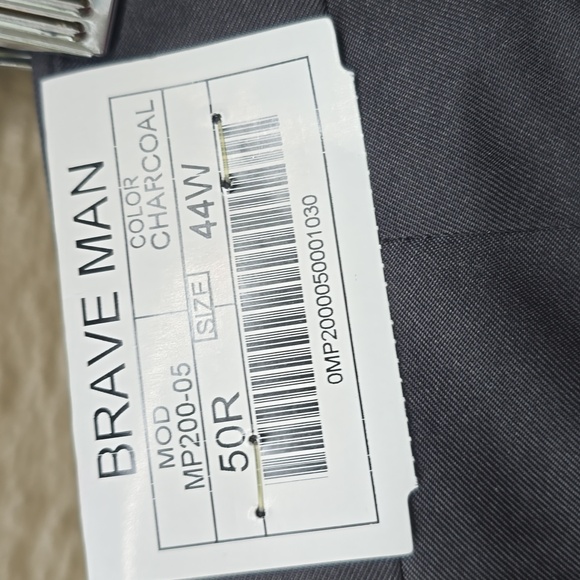 BRAVE MAN
MOD
MP200-05
COLOR
CHARCOAL
SIZE
50R 44W
0MP2000050001030